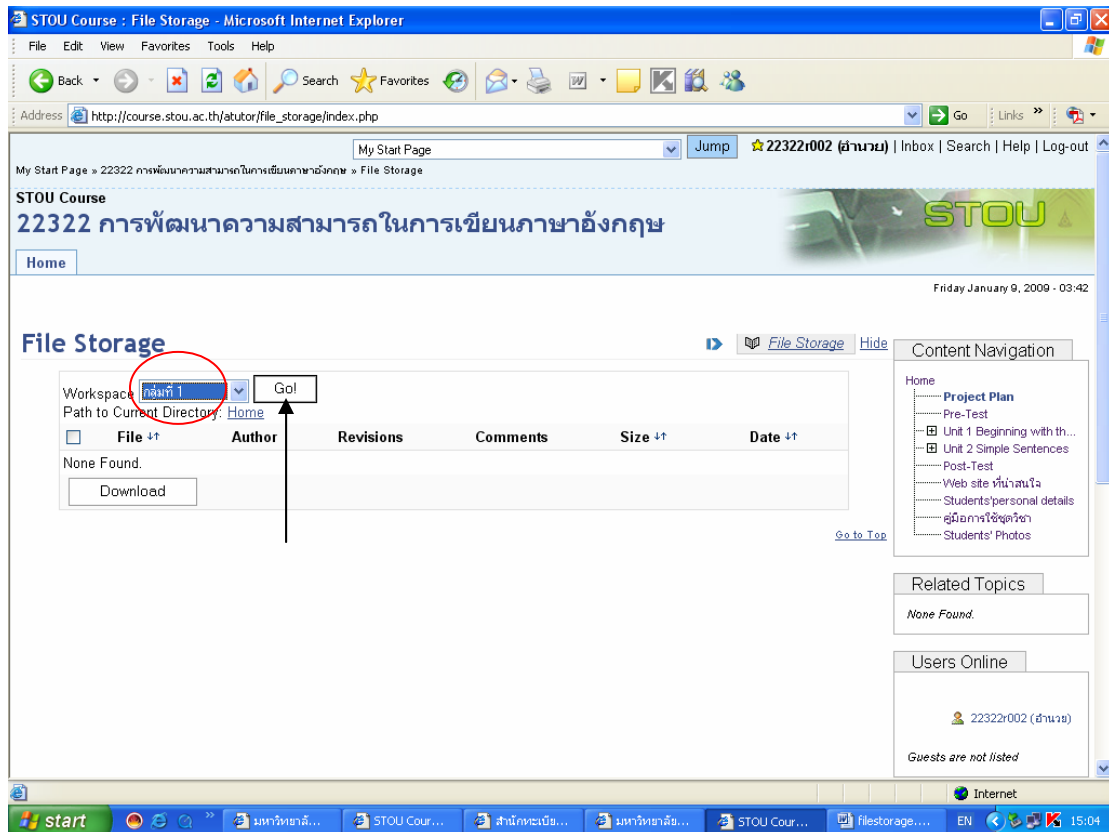 STOU Course : File Storage - Microsoft Internet Explorer
File Edit View Favorites Tools Help
Back Search Favorites
Address http://course.stou.ac.th/atutor/file_storage/index.php Go Links »
My Start Page Jump 22322r002 (อำนวย) | Inbox | Search | Help | Log-out
My Start Page » 22322 การพัฒนาความสามารถในการเขียนภาษาอังกฤษ » File Storage
STOU Course
22322 การพัฒนาความสามารถในการเขียนภาษาอังกฤษ
STOU
Home
Friday January 9, 2009 - 03:42
File Storage
File Storage Hide
Workspace กลุ่มที่ 1 Go!
Path to Current Directory: Home
File Author Revisions Comments Size Date
None Found.
Download
Go to Top
Content Navigation
Home
Project Plan
Pre-Test
Unit 1 Beginning with th...
Unit 2 Simple Sentences
Post-Test
Web site ที่น่าสนใจ
Students'personal details
คู่มือการใช้ชุดวิชา
Students' Photos
Related Topics
None Found.
Users Online
22322r002 (อำนวย)
Guests are not listed
Internet
start » มหาวิทยาลั... STOU Cour... สำนักทะเบีย... มหาวิทยาลัย... STOU Cour... filestorage.... EN 15:04